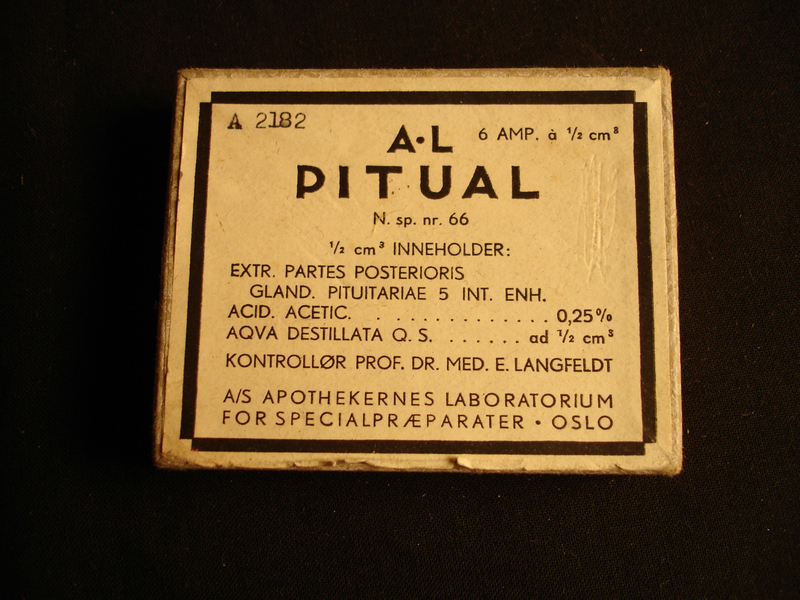 A 2182
A·L 6 AMP. à ½ cm³
PITUAL
N. sp. nr. 66
½ cm³ INNEHOLDER:
EXTR. PARTES POSTERIORIS
GLAND. PITUITARIAE 5 INT. ENH.
ACID. ACETIC. . . . . . . . . . . . . . 0,25%
AQVA DESTILLATA Q. S. . . . . . . ad ½ cm³
KONTROLLØR PROF. DR. MED. E. LANGFELDT
A/S APOTHEKERNES LABORATORIUM
FOR SPECIALPRÆPARATER · OSLO